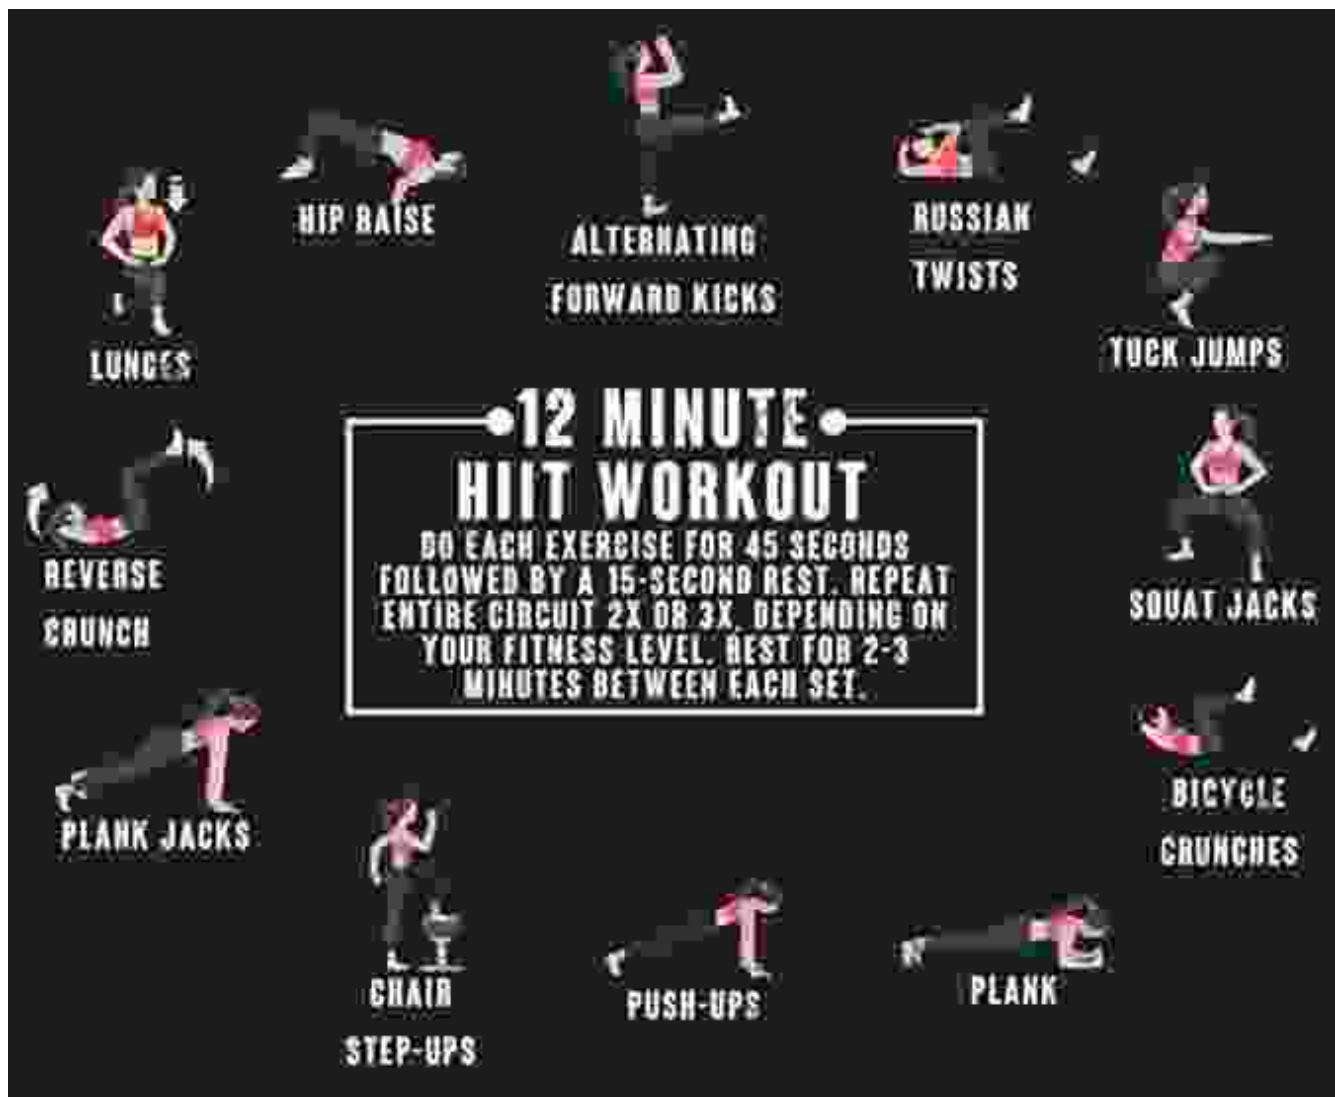 ALTERNATING
FORWARD KICKS
HIP RAISE
RUSSIAN
TWISTS
LUNGES
TUCK JUMPS
12 MINUTE
HIIT WORKOUT
DO EACH EXERCISE FOR 45 SECONDS
FOLLOWED BY A 15-SECOND REST. REPEAT
ENTIRE CIRCUIT 2X OR 3X, DEPENDING ON
YOUR FITNESS LEVEL. REST FOR 2-3
MINUTES BETWEEN EACH SET.
REVERSE
CRUNCH
SQUAT JACKS
PLANK JACKS
BICYCLE
CRUNCHES
CHAIR
STEP-UPS
PUSH-UPS
PLANK